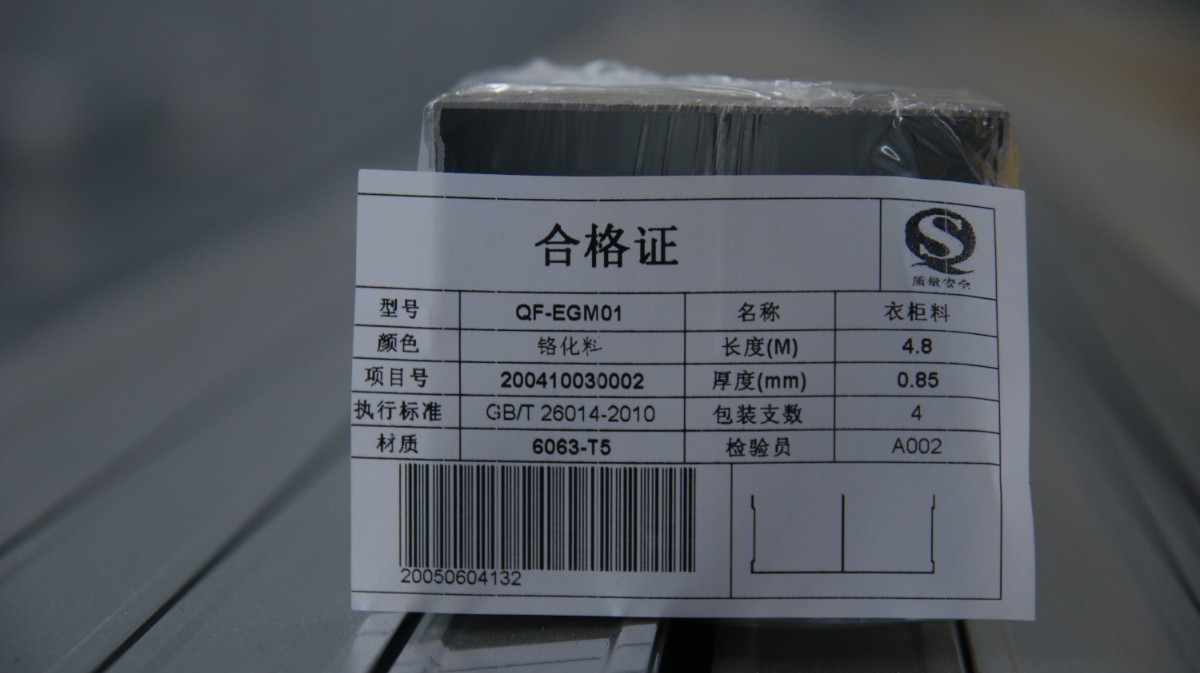 合格证
质量安全
型号 QF-EGM01 名称 衣柜料
颜色 铬化料 长度(M) 4.8
项目号 200410030002 厚度(mm) 0.85
执行标准 GB/T 26014-2010 包装支数 4
材质 6063-T5 检验员 A002
20050604132